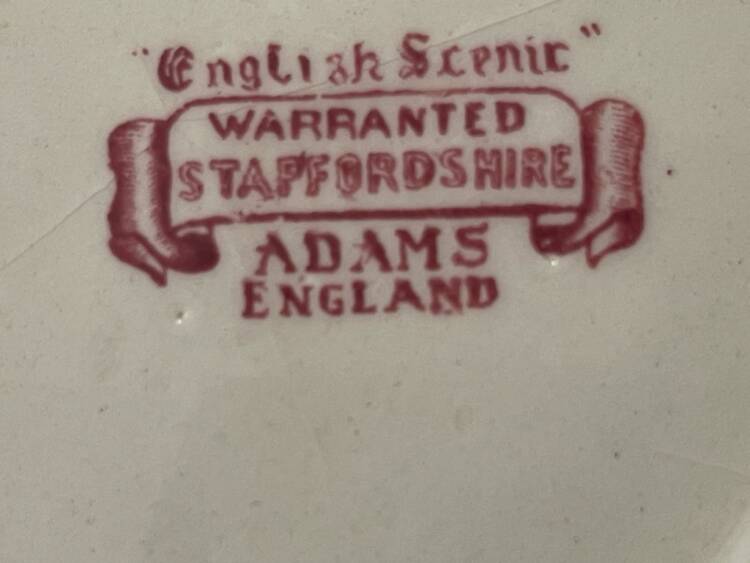 "English Scenic"
WARRANTED
STAFFORDSHIRE
ADAMS
ENGLAND